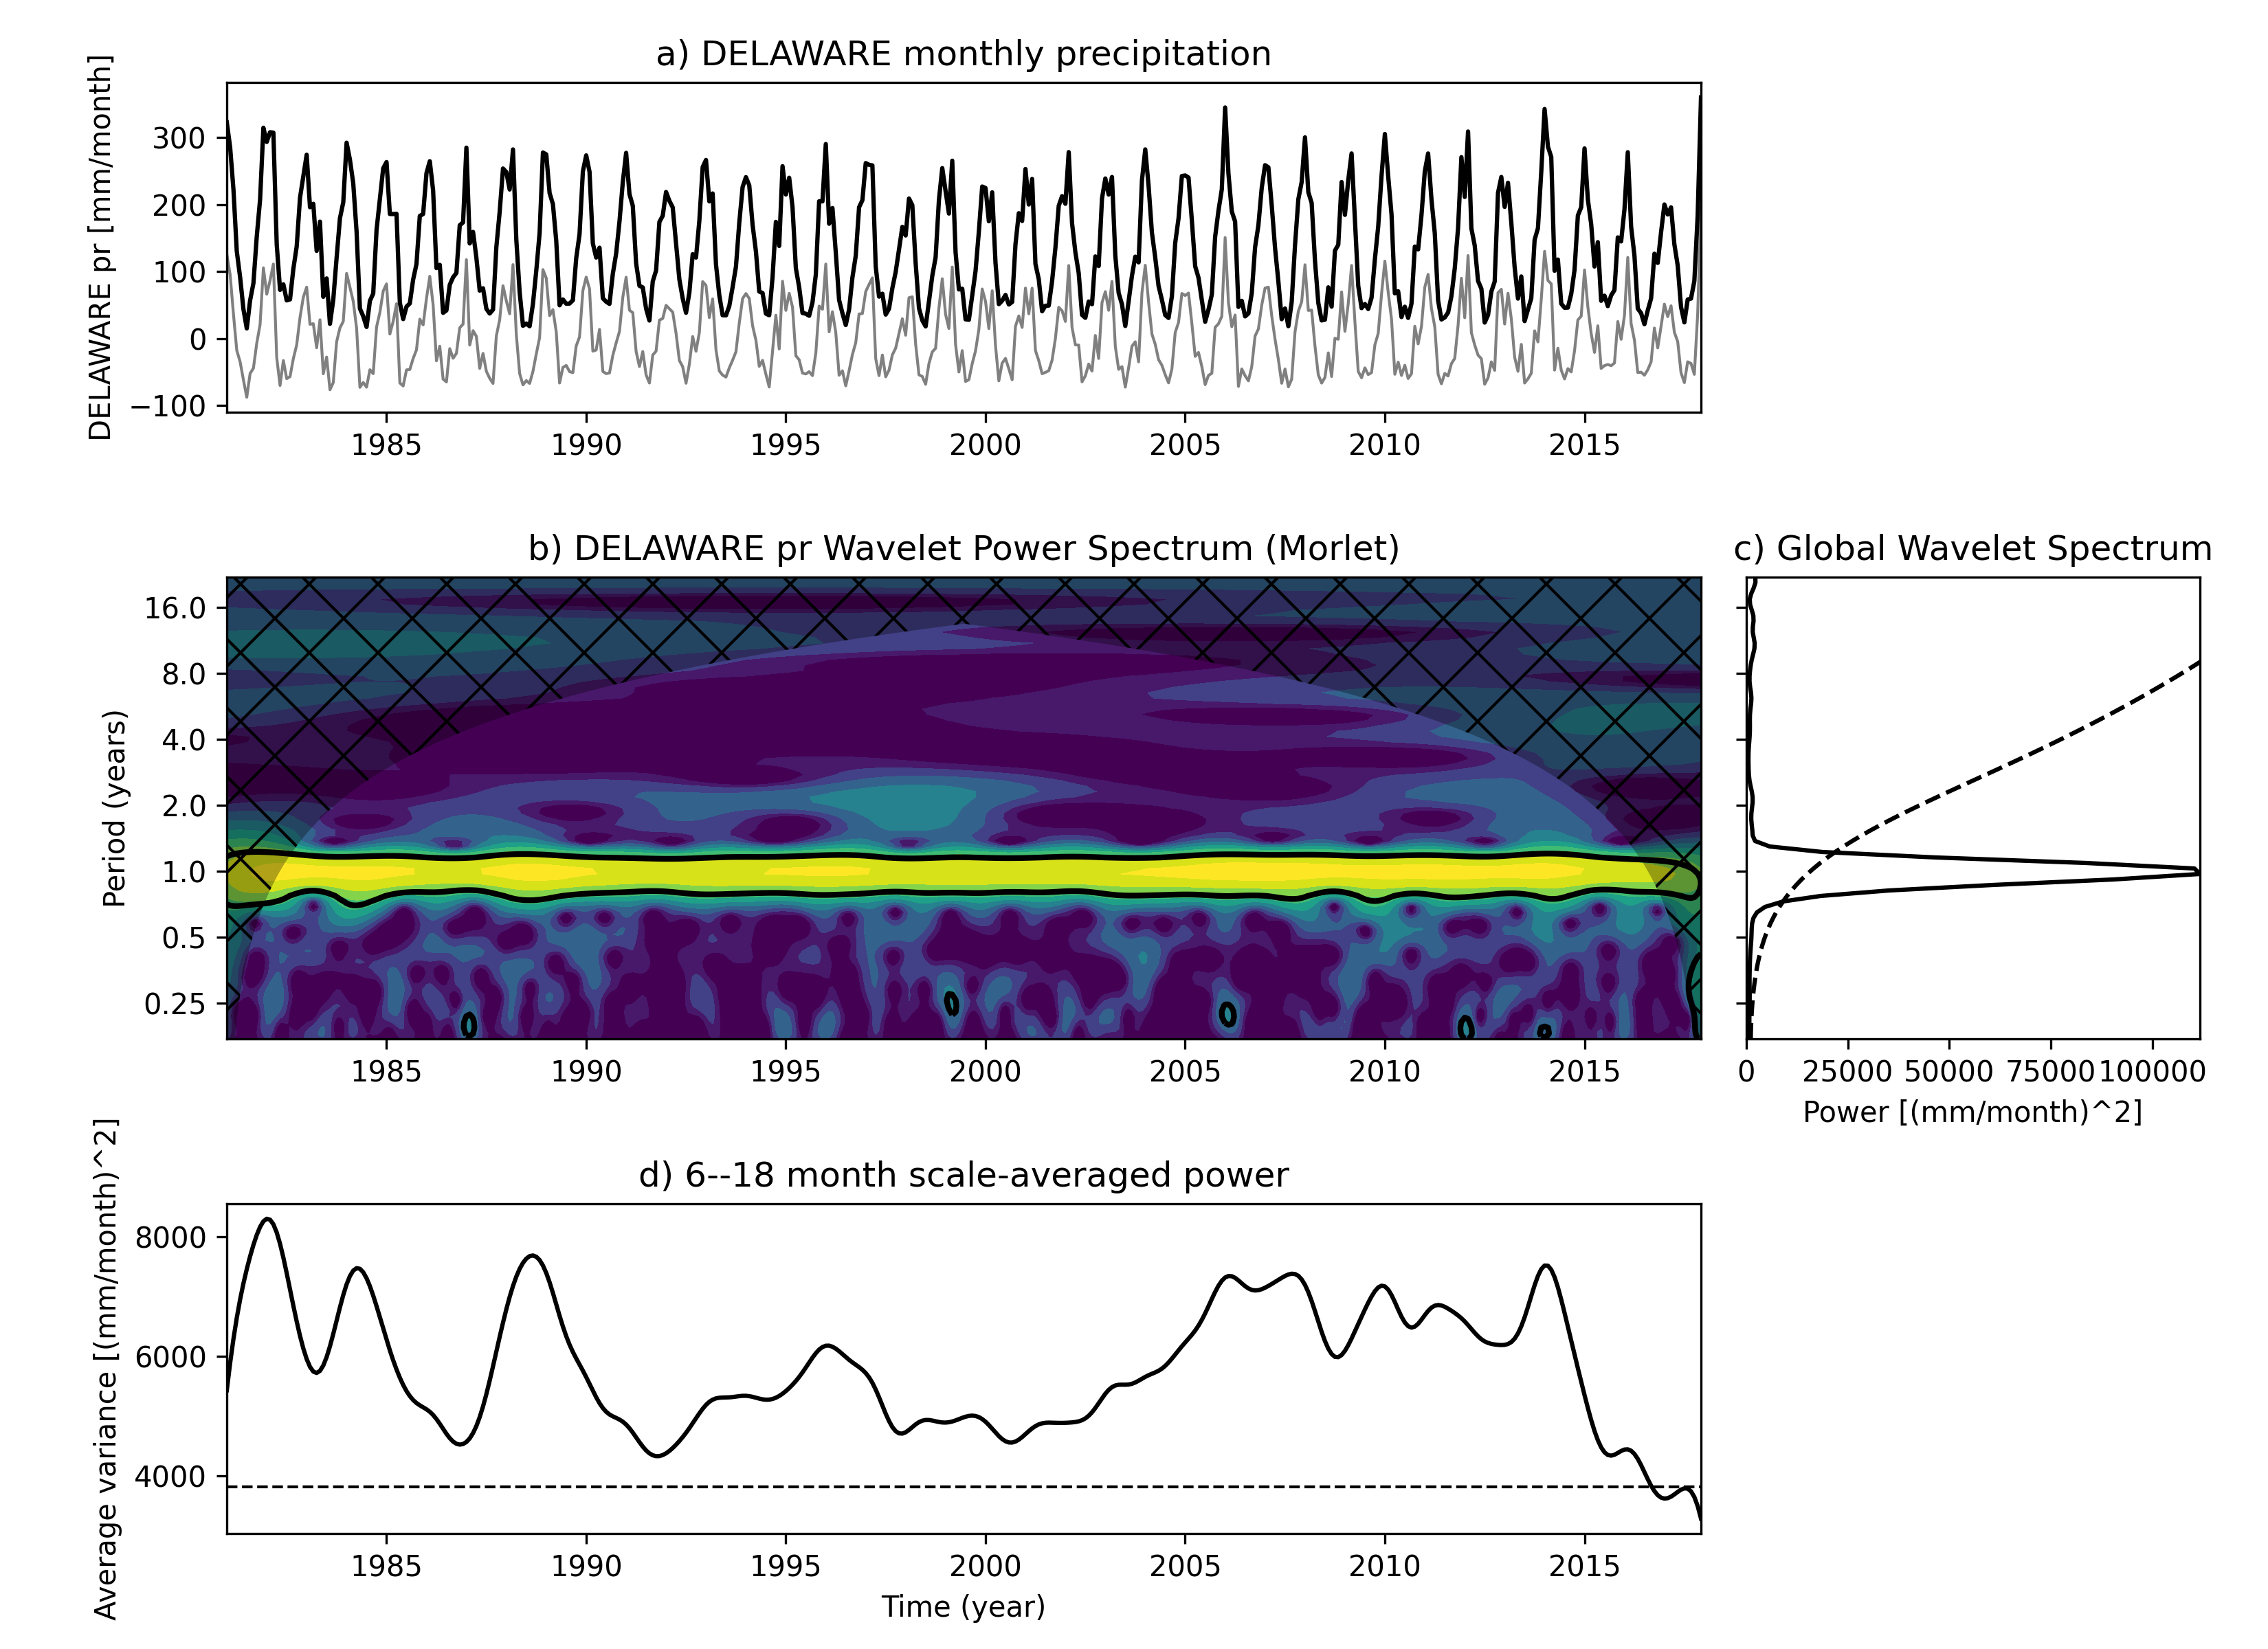 a) DELAWARE monthly precipitation
DELAWARE pr [mm/month]
300
200
100
0
−100
1985 1990 1995 2000 2005 2010 2015
b) DELAWARE pr Wavelet Power Spectrum (Morlet)
Period (years)
16.0
8.0
4.0
2.0
1.0
0.5
0.25
1985 1990 1995 2000 2005 2010 2015
c) Global Wavelet Spectrum
0 25000 50000 75000 100000
Power [(mm/month)^2]
d) 6--18 month scale-averaged power
Average variance [(mm/month)^2]
8000
6000
4000
1985 1990 1995 2000 2005 2010 2015
Time (year)